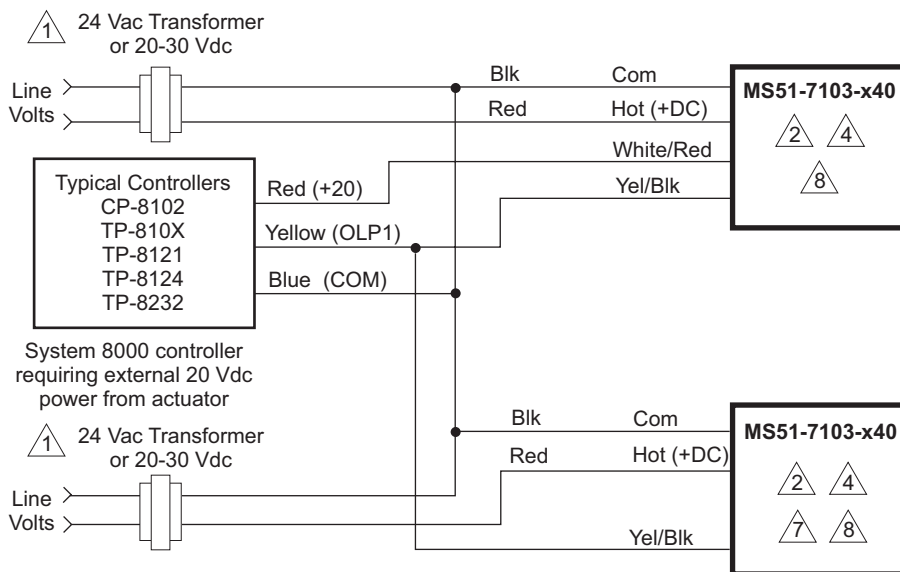 1
24 Vac Transformer
or 20-30 Vdc
Line
Volts
Blk
Com
Red
Hot (+DC)
White/Red
Yel/Blk
MS51-7103-x40
2
4
8
Typical Controllers
CP-8102
TP-810X
TP-8121
TP-8124
TP-8232
Red (+20)
Yellow (OLP1)
Blue (COM)
System 8000 controller
requiring external 20 Vdc
power from actuator
1
24 Vac Transformer
or 20-30 Vdc
Line
Volts
Blk
Com
Red
Hot (+DC)
Yel/Blk
MS51-7103-x40
2
4
7
8